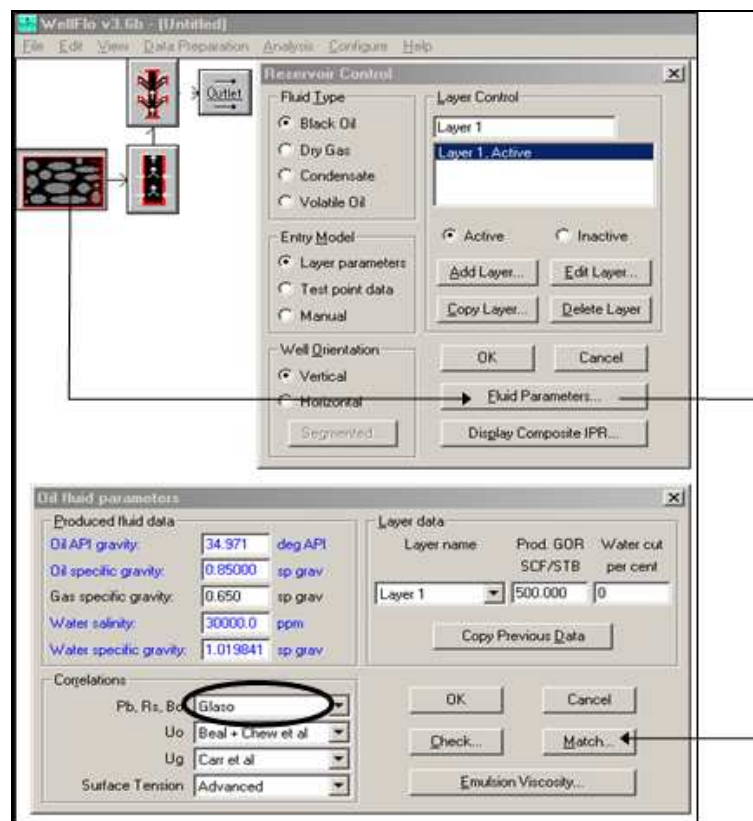 WellFlo v3.6b - [Untitled]
File Edit View Data Preparation Analysis Configure Help
Outlet
Reservoir Control
Fluid Type
Black Oil
Dry Gas
Condensate
Volatile Oil
Layer Control
Layer 1
Layer 1, Active
Active Inactive
Add Layer... Edit Layer...
Copy Layer... Delete Layer
Entry Model
Layer parameters
Test point data
Manual
Well Orientation
Vertical
Horizontal
Segmented...
OK Cancel
Fluid Parameters...
Display Composite IPR...
Oil fluid parameters
Produced fluid data
Oil API gravity: 34.971 deg API
Oil specific gravity: 0.85000 sp grav
Gas specific gravity: 0.650 sp grav
Water salinity: 30000.0 ppm
Water specific gravity: 1.019841 sp grav
Layer data
Layer name Prod. GOR Water cut
SCF/STB per cent
Layer 1 500.000 0
Copy Previous Data
Correlations
Pb, Rs, Bo Glaso
Uo Beal + Chew et al
Ug Carr et al
Surface Tension Advanced
OK Cancel
Check... Match...
Emulsion Viscosity...